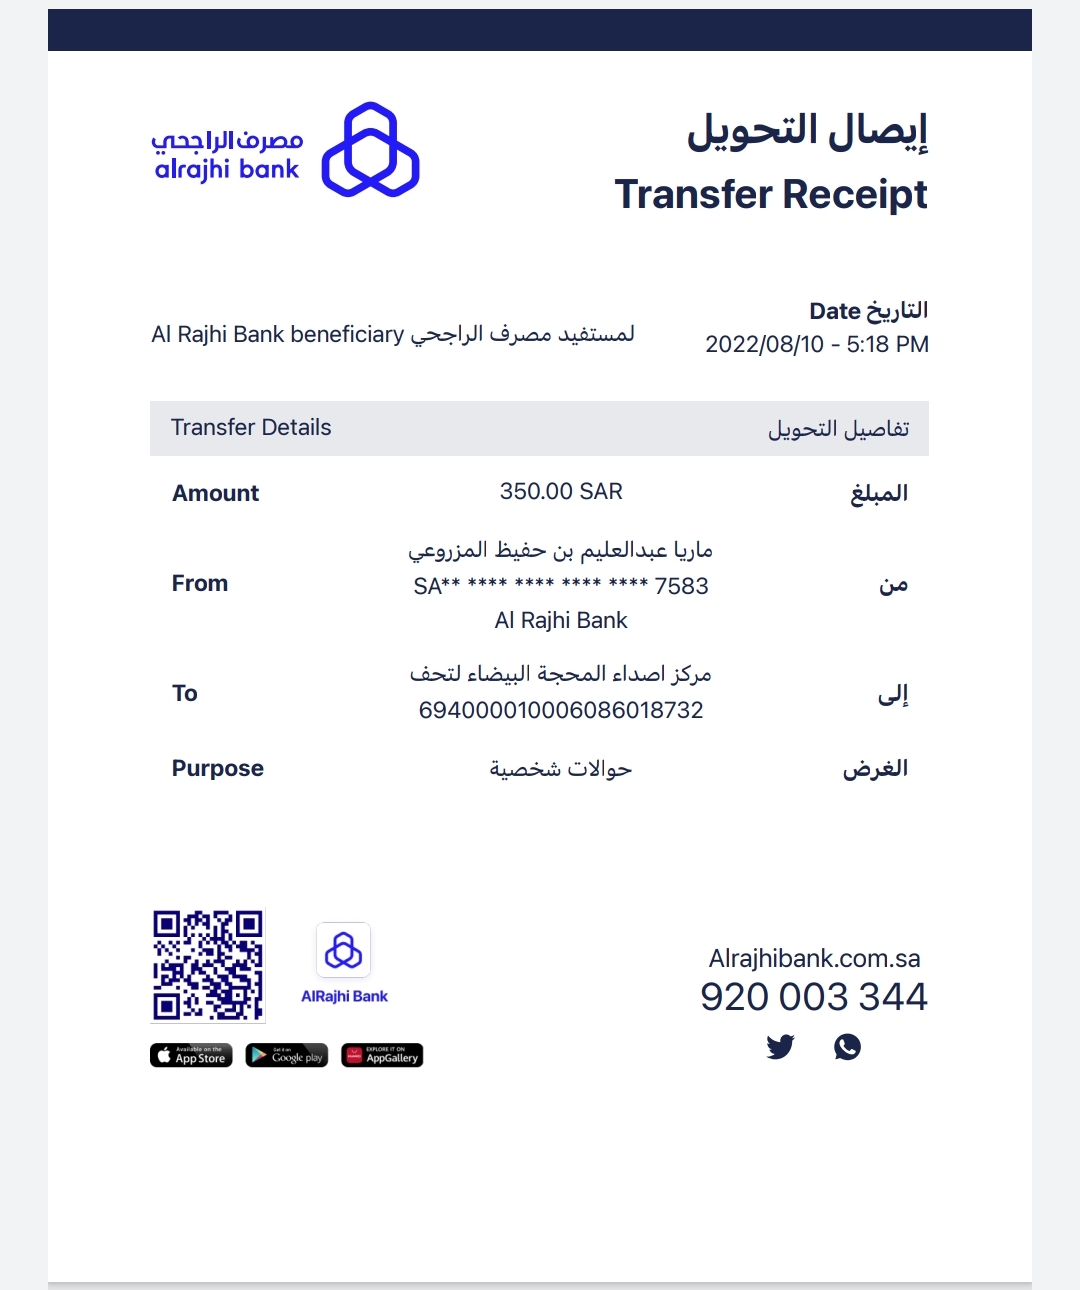 مصرف الراجحي
alrajhi bank
إيصال التحويل
Transfer Receipt
التاريخ Date
2022/08/10 - 5:18 PM
لمستفيد مصرف الراجحي Al Rajhi Bank beneficiary
Transfer Details تفاصيل التحويل
Amount 350.00 SAR المبلغ
ماريا عبدالعليم بن حفيظ المزروعي
From SA** **** **** **** **** 7583 من
Al Rajhi Bank
مركز اصداء المحجة البيضاء لتحف
To 694000010006086018732 إلى
Purpose حوالات شخصية الغرض
AlRajhi Bank
Available on the
App Store
Get it on
Google play
EXPLORE IT ON
AppGallery
Alrajhibank.com.sa
920 003 344